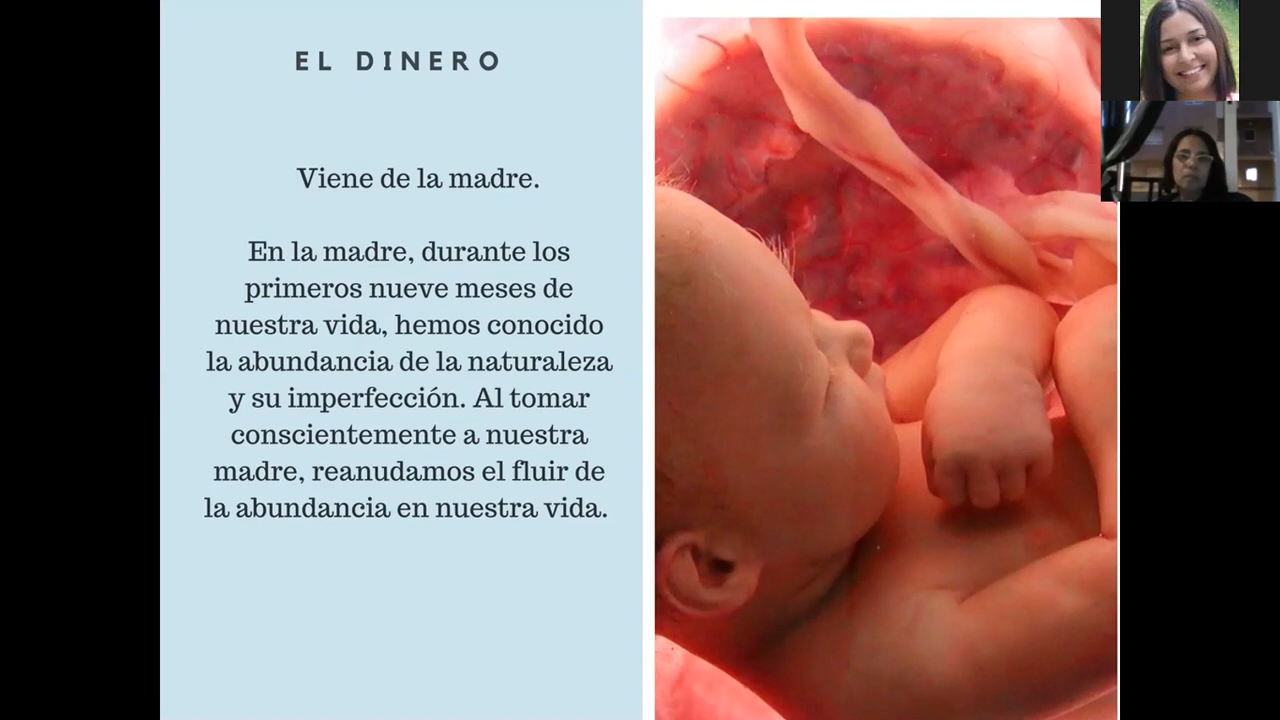 EL DINERO
Viene de la madre.
En la madre, durante los
primeros nueve meses de
nuestra vida, hemos conocido
la abundancia de la naturaleza
y su imperfección. Al tomar
conscientemente a nuestra
madre, reanudamos el fluir de
la abundancia en nuestra vida.